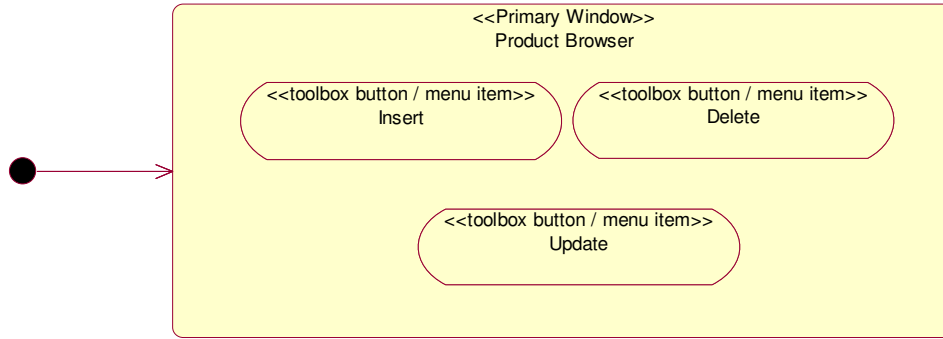 <<Primary Window>>
Product Browser
<<toolbox button / menu item>>
Insert
<<toolbox button / menu item>>
Delete
<<toolbox button / menu item>>
Update